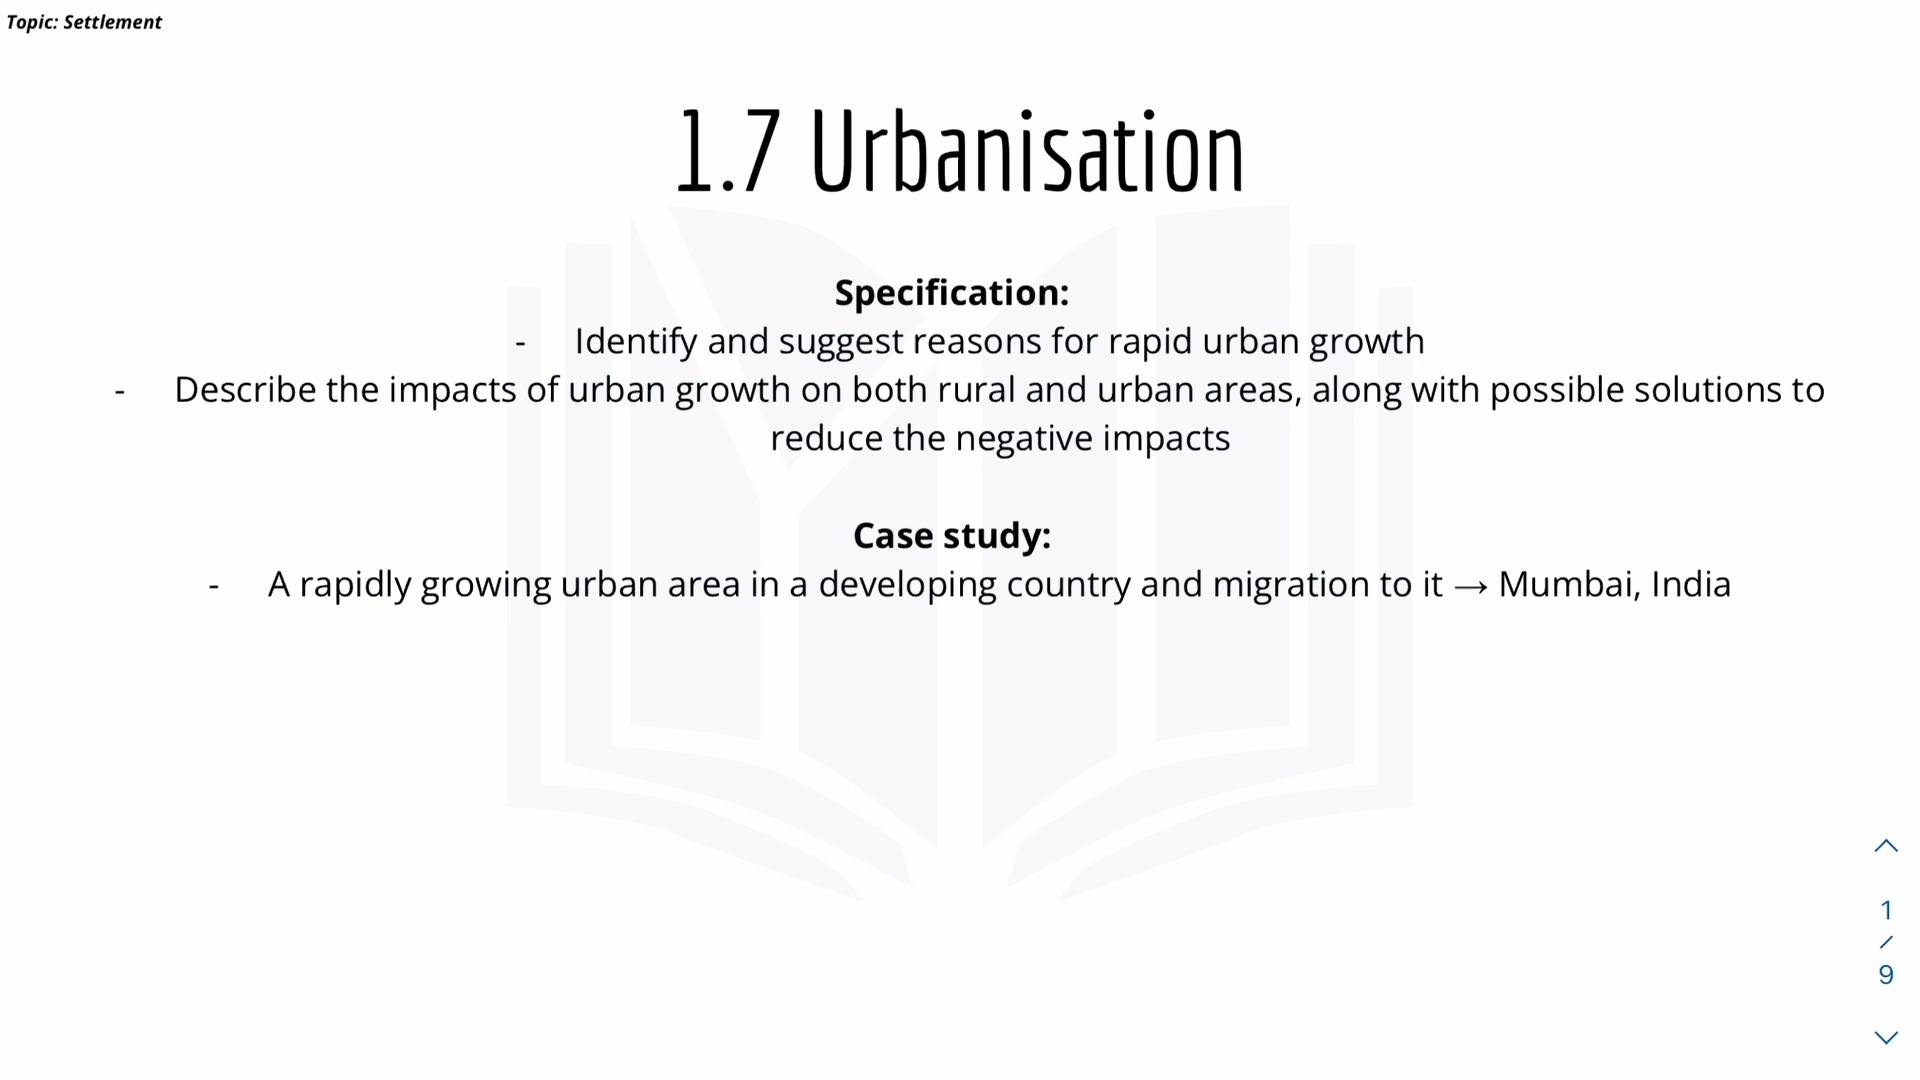 Topic: Settlement
1.7 Urbanisation
Specification:
- Identify and suggest reasons for rapid urban growth
- Describe the impacts of urban growth on both rural and urban areas, along with possible solutions to
reduce the negative impacts
Case study:
- A rapidly growing urban area in a developing country and migration to it → Mumbai, India
1
/
9